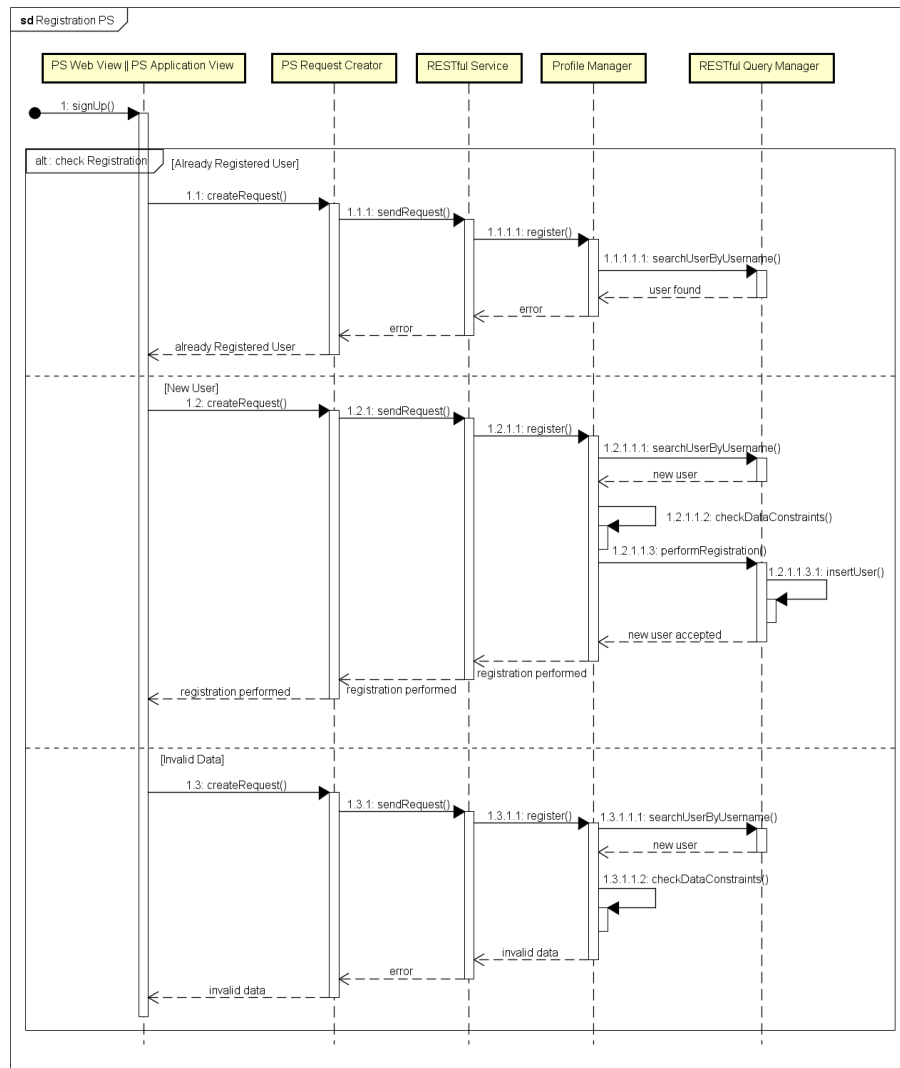 sd Registration PS
PS Web View || PS Application View
PS Request Creator
RESTful Service
Profile Manager
RESTful Query Manager
1: signUp()
alt : check Registration
[Already Registered User]
1.1: createRequest()
1.1.1: sendRequest()
1.1.1.1: register()
1.1.1.1.1: searchUserByUsername()
user found
error
error
already Registered User
[New User]
1.2: createRequest()
1.2.1: sendRequest()
1.2.1.1: register()
1.2.1.1.1: searchUserByUsername()
new user
1.2.1.1.2: checkDataConstraints()
1.2.1.1.3: performRegistration()
1.2.1.1.3.1: insertUser()
new user accepted
registration performed
registration performed
registration performed
[Invalid Data]
1.3: createRequest()
1.3.1: sendRequest()
1.3.1.1: register()
1.3.1.1.1: searchUserByUsername()
new user
1.3.1.1.2: checkDataConstraints()
invalid data
error
invalid data